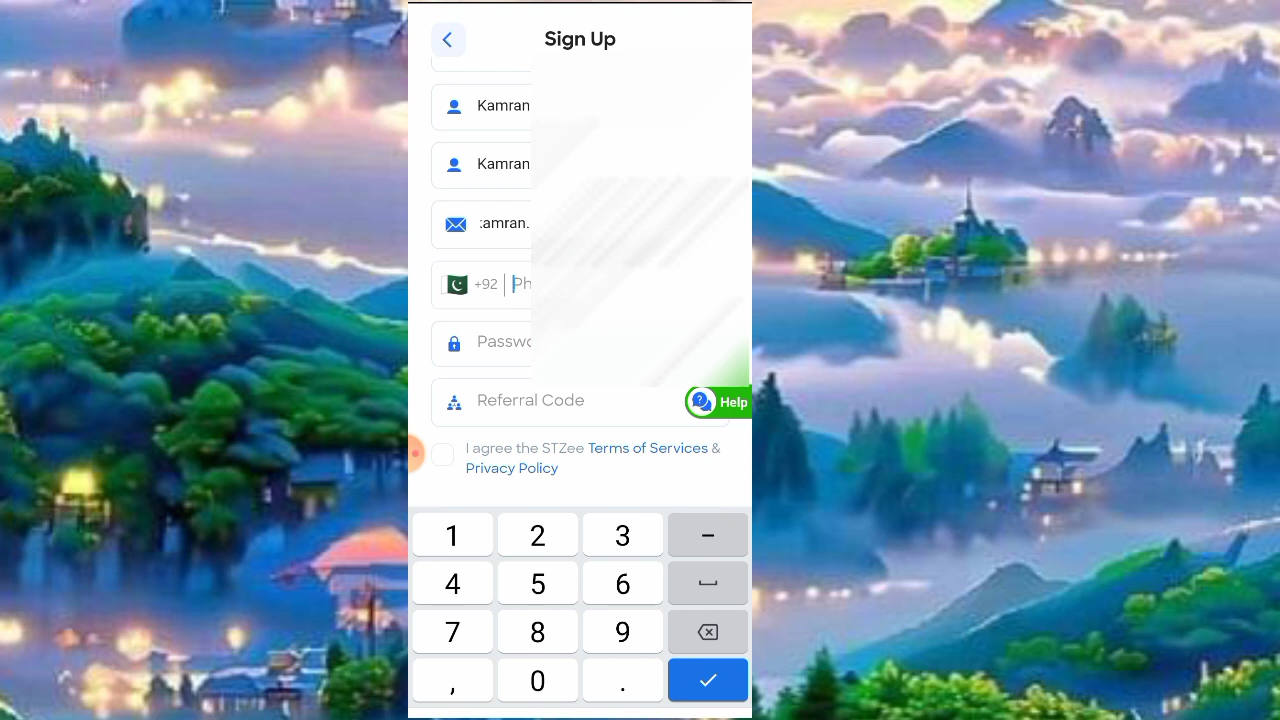 Sign Up
Kamran
Kamran
amran.
+92 Ph
Passwo
Referral Code
Help
I agree the STZee Terms of Services &
Privacy Policy
1 2 3 -
4 5 6
7 8 9
, 0 .